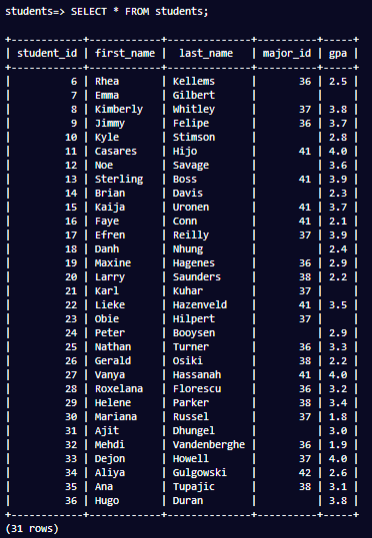 students=> SELECT * FROM students;
+------------+------------+--------------+----------+-----+
| student_id | first_name |  last_name   | major_id | gpa |
+------------+------------+--------------+----------+-----+
|          6 | Rhea       | Kellems      |       36 | 2.5 |
|          7 | Emma       | Gilbert      |          |     |
|          8 | Kimberly   | Whitley      |       37 | 3.8 |
|          9 | Jimmy      | Felipe       |       36 | 3.7 |
|         10 | Kyle       | Stimson      |          | 2.8 |
|         11 | Casares    | Hijo         |       41 | 4.0 |
|         12 | Noe        | Savage       |          | 3.6 |
|         13 | Sterling   | Boss         |       41 | 3.9 |
|         14 | Brian      | Davis        |          | 2.3 |
|         15 | Kaija      | Uronen       |       41 | 3.7 |
|         16 | Faye       | Conn         |       41 | 2.1 |
|         17 | Efren      | Reilly       |       37 | 3.9 |
|         18 | Danh       | Nhung        |          | 2.4 |
|         19 | Maxine     | Hagenes      |       36 | 2.9 |
|         20 | Larry      | Saunders     |       38 | 2.2 |
|         21 | Karl       | Kuhar        |       37 |     |
|         22 | Lieke      | Hazenveld    |       41 | 3.5 |
|         23 | Obie       | Hilpert      |       37 |     |
|         24 | Peter      | Booysen      |          | 2.9 |
|         25 | Nathan     | Turner       |       36 | 3.3 |
|         26 | Gerald     | Osiki        |       38 | 2.2 |
|         27 | Vanya      | Hassanah     |       41 | 4.0 |
|         28 | Roxelana   | Florescu     |       36 | 3.2 |
|         29 | Helene     | Parker       |       38 | 3.4 |
|         30 | Mariana    | Russel       |       37 | 1.8 |
|         31 | Ajit       | Dhungel      |          | 3.0 |
|         32 | Mehdi      | Vandenberghe |       36 | 1.9 |
|         33 | Dejon      | Howell       |       37 | 4.0 |
|         34 | Aliya      | Gulgowski    |       42 | 2.6 |
|         35 | Ana        | Tupajic      |       38 | 3.1 |
|         36 | Hugo       | Duran        |          | 3.8 |
+------------+------------+--------------+----------+-----+
(31 rows)